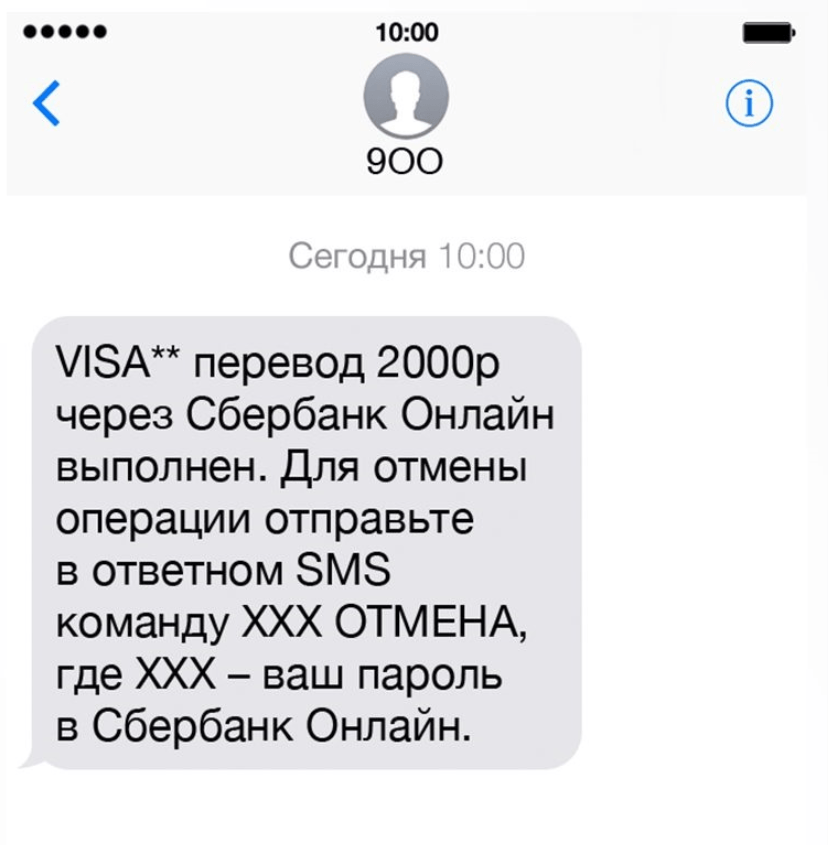 10:00
9OO
Сегодня 10:00
VISA** перевод 2000р
через Сбербанк Онлайн
выполнен. Для отмены
операции отправьте
в ответном SMS
команду XXX ОТМЕНА,
где XXX – ваш пароль
в Сбербанк Онлайн.